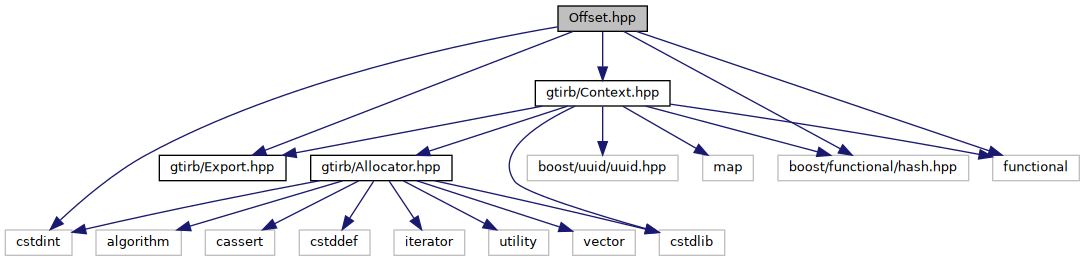 Offset.hpp
gtirb/Context.hpp
gtirb/Export.hpp
gtirb/Allocator.hpp
boost/uuid/uuid.hpp
map
boost/functional/hash.hpp
functional
cstdint
algorithm
cassert
cstddef
iterator
utility
vector
cstdlib